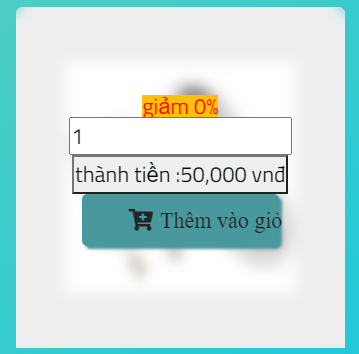 giảm 0%
1
thành tiền :50,000 vnđ
Thêm vào giỏ